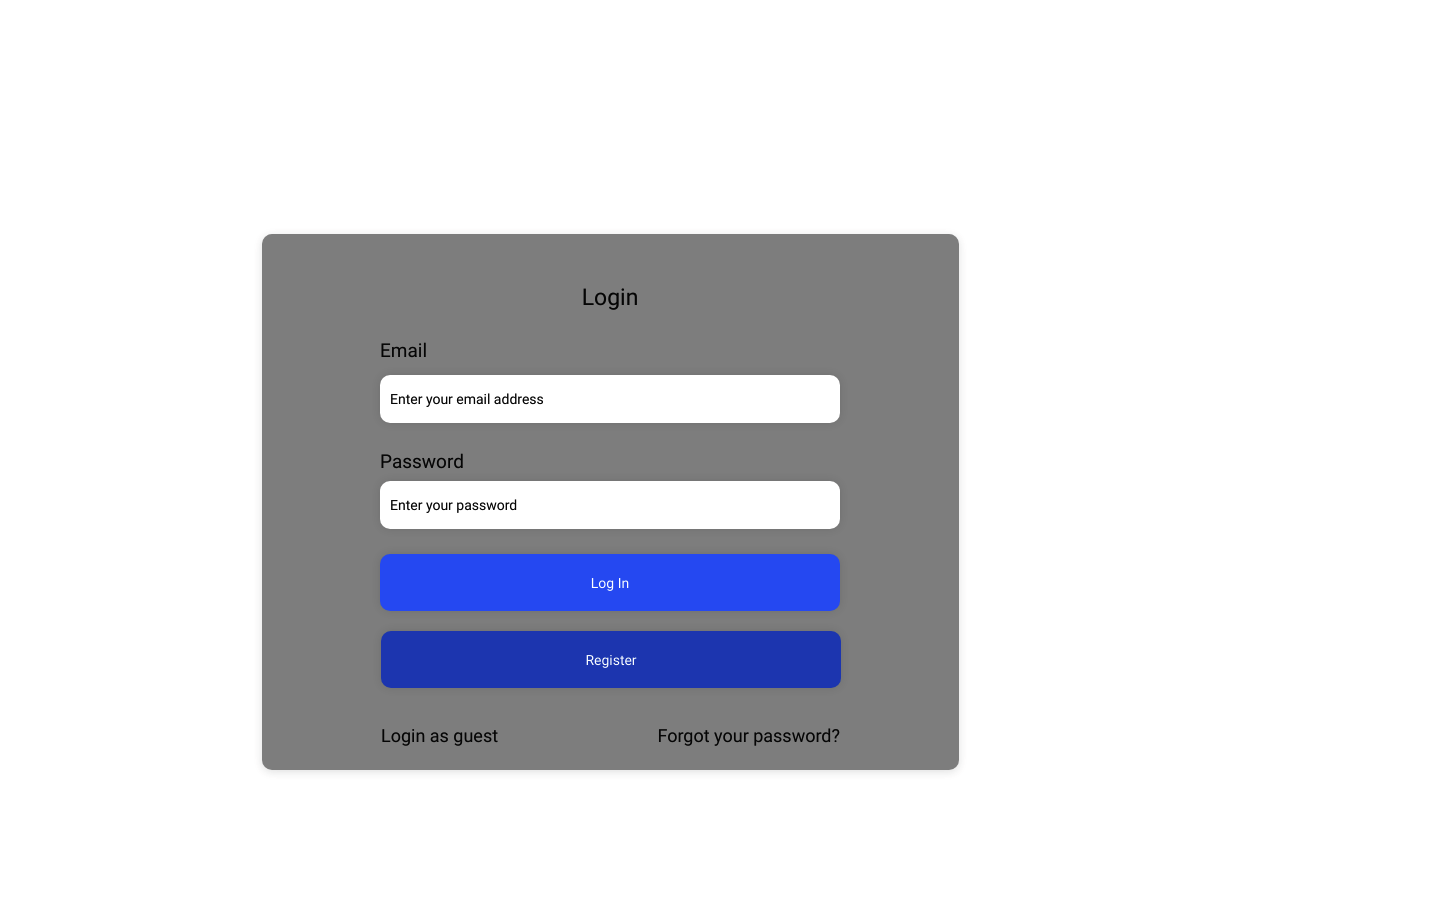 Login
Email
Enter your email address
Password
Enter your password
Log In
Register
Login as guest
Forgot your password?